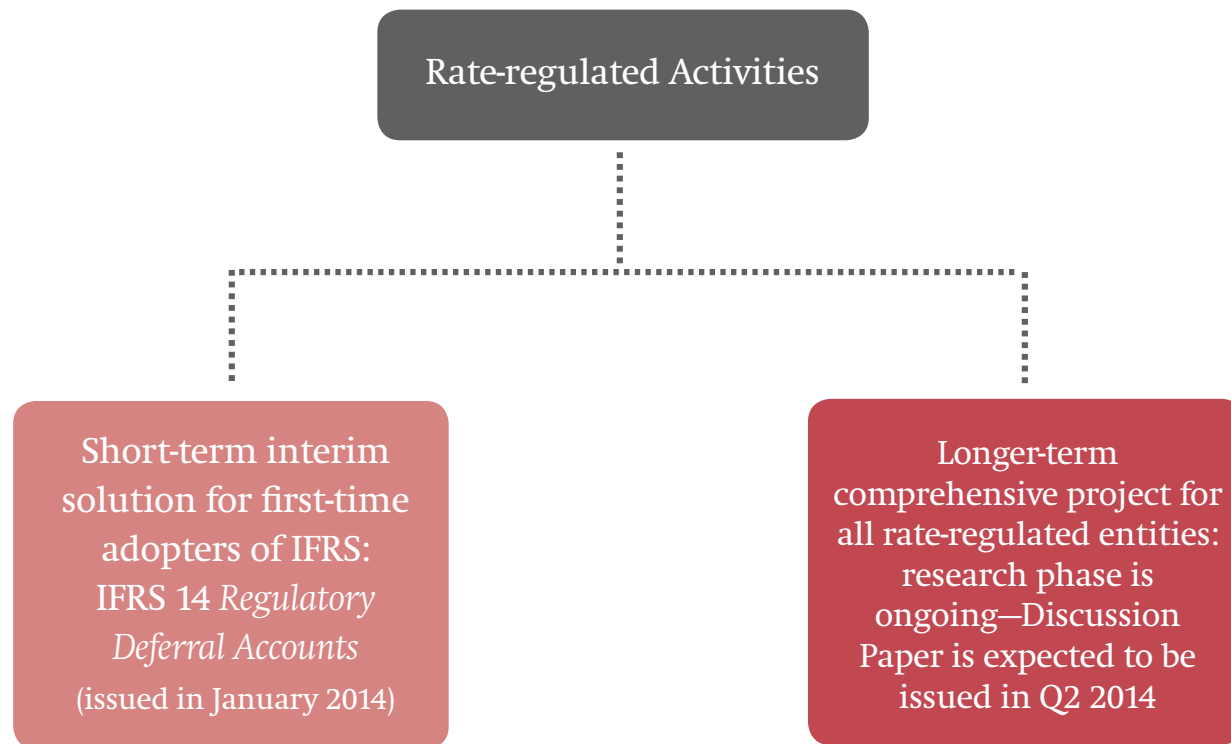 Rate-regulated Activities
Short-term interim
solution for first-time
adopters of IFRS:
IFRS 14 Regulatory
Deferral Accounts
(issued in January 2014)
Longer-term
comprehensive project for
all rate-regulated entities:
research phase is
ongoing—Discussion
Paper is expected to be
issued in Q2 2014